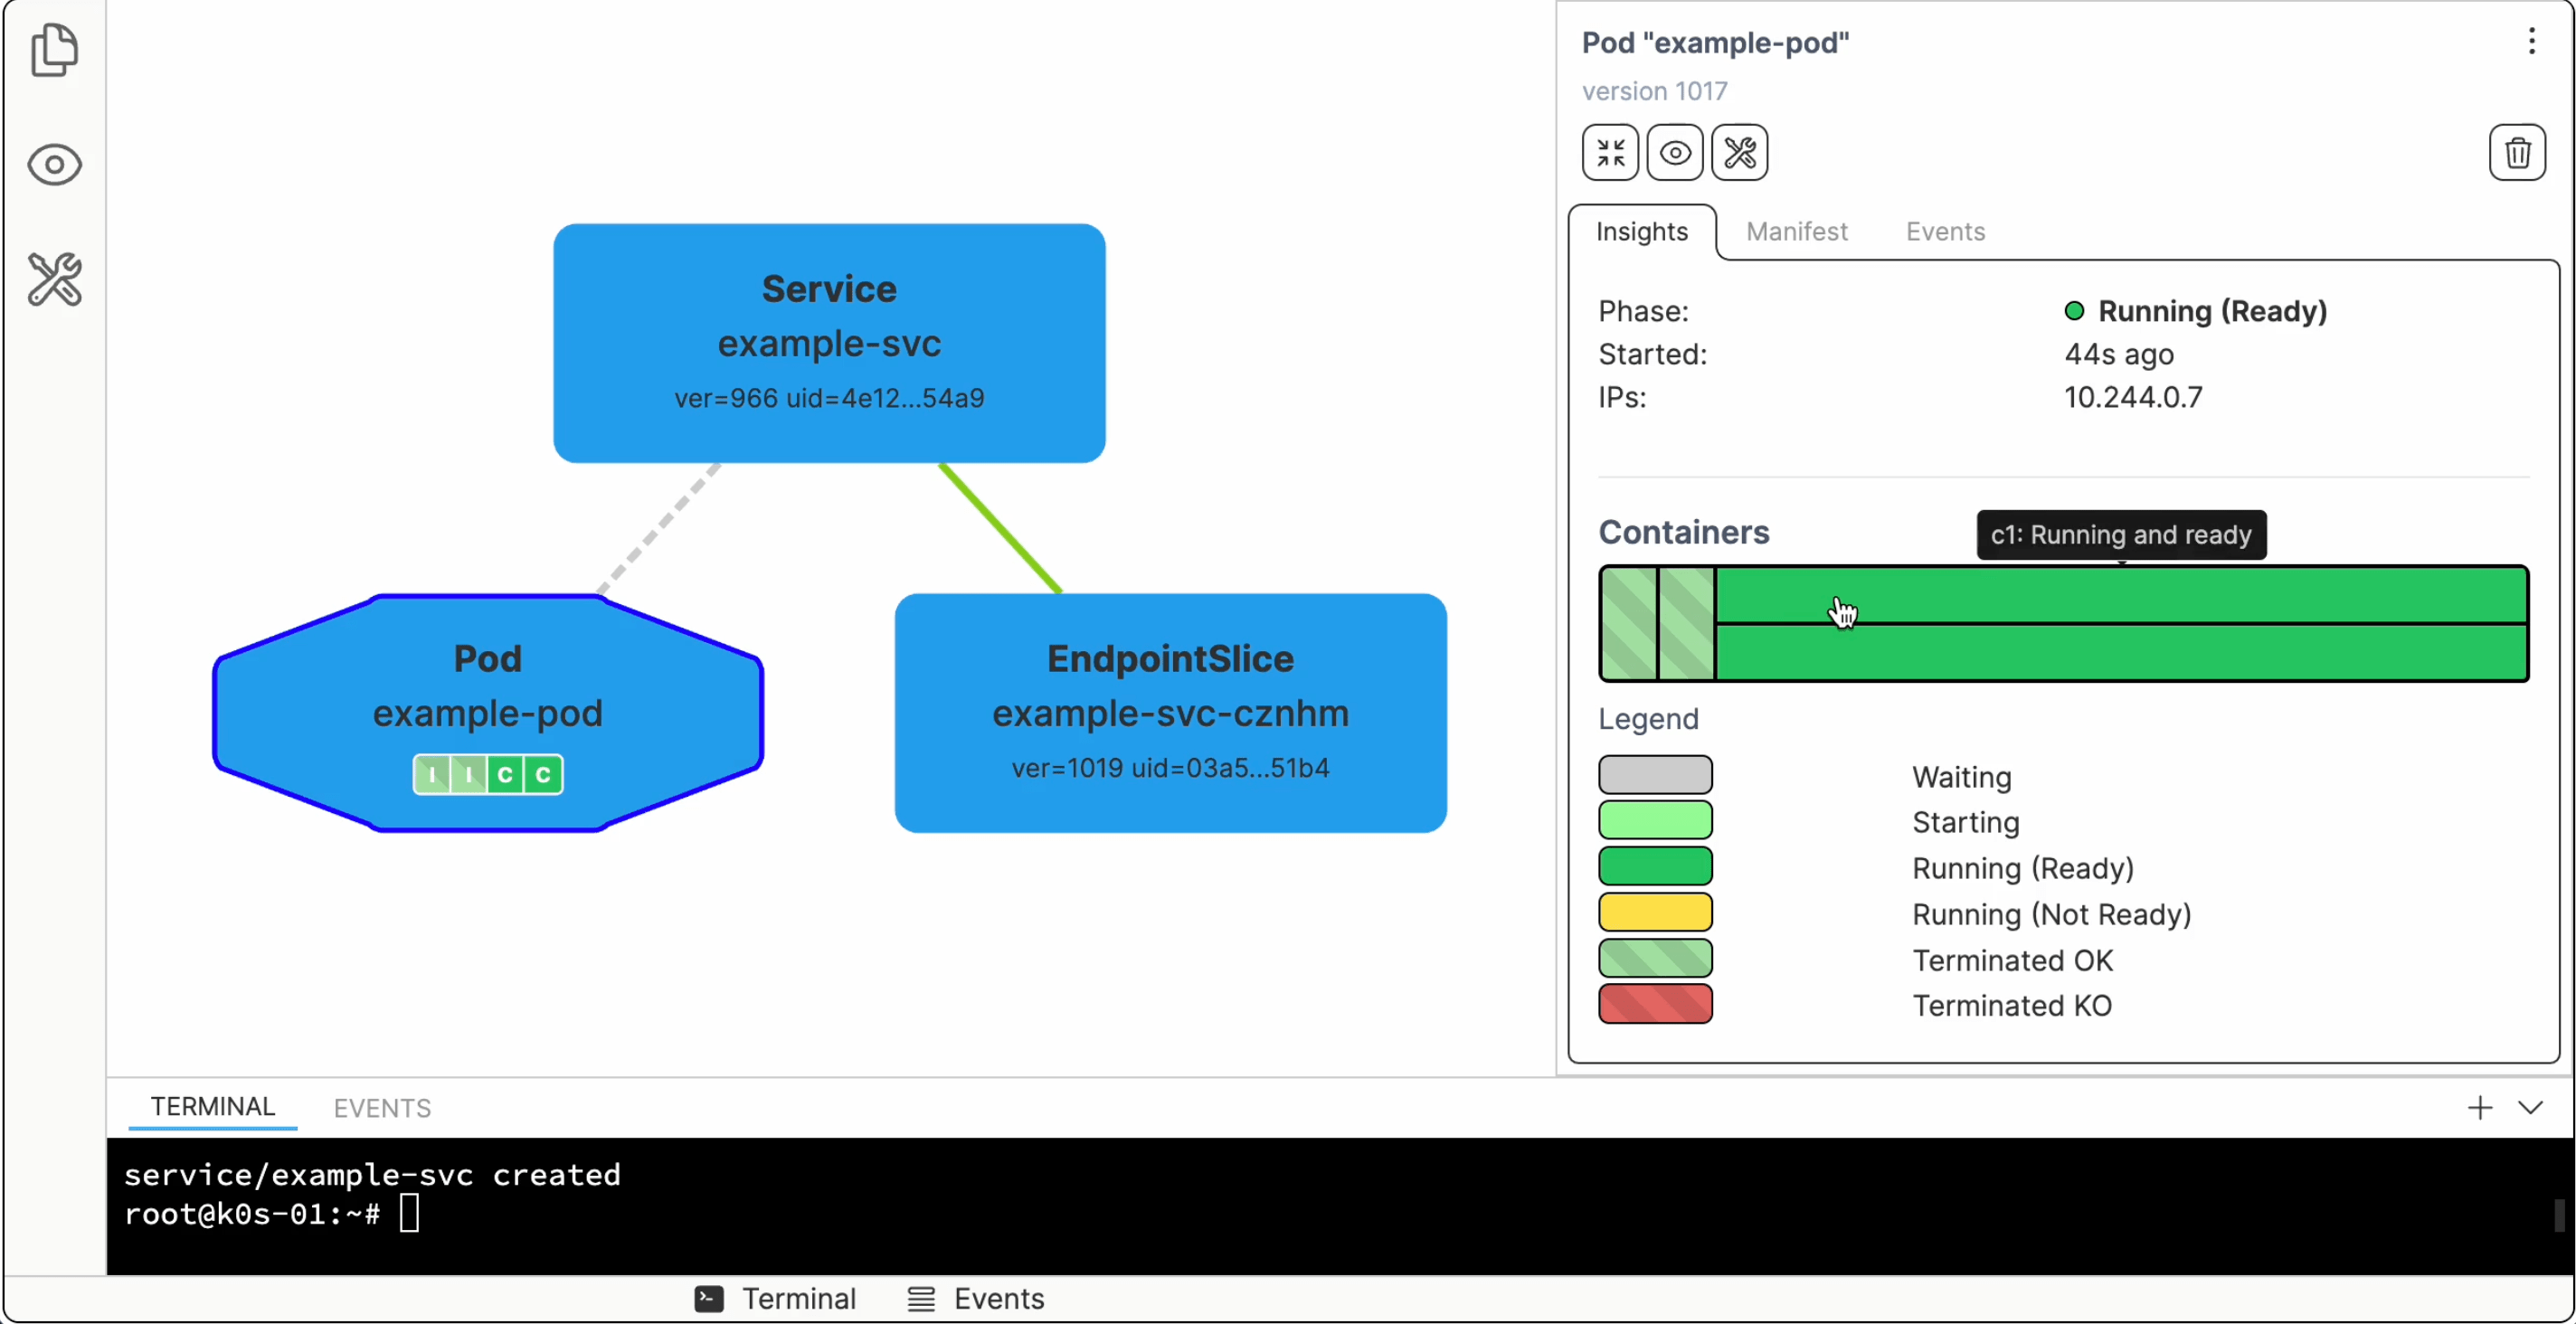 Service
example-svc
ver=966 uid=4e12...54a9
Pod
example-pod
I I C C
EndpointSlice
example-svc-cznhm
ver=1019 uid=03a5...51b4
Pod "example-pod"
version 1017
Insights Manifest Events
Phase: Running (Ready)
Started: 44s ago
IPs: 10.244.0.7
Containers
c1: Running and ready
Legend
Waiting
Starting
Running (Ready)
Running (Not Ready)
Terminated OK
Terminated KO
TERMINAL EVENTS
service/example-svc created
root@k0s-01:~#
Terminal Events